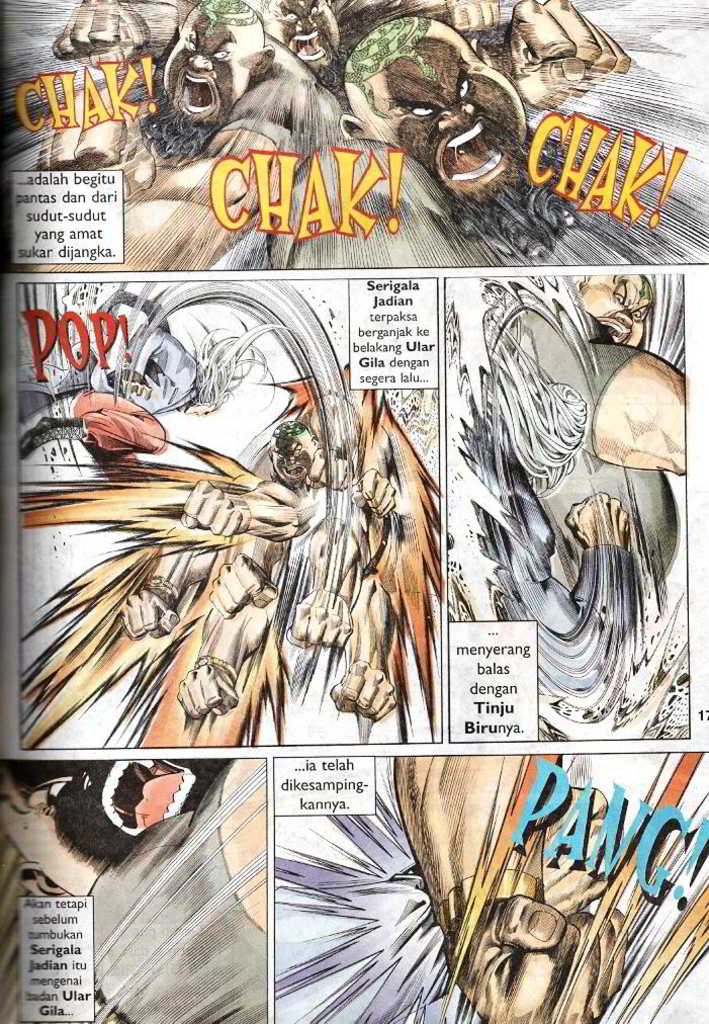 CHAK!
CHAK!
CHAK!
...adalah begitu
pantas dan dari
sudut-sudut
yang amat
sukar dijangka.
POP!
Serigala
Jadian
terpaksa
berganjak ke
belakang Ular
Gila dengan
segera lalu...
...
menyerang
balas
dengan
Tinju
Birunya.
17
Akan tetapi
sebelum
tumbukan
Serigala
Jadian itu
mengenai
badan Ular
Gila...
...ia telah
dikesamping-
kannya.
PANG!